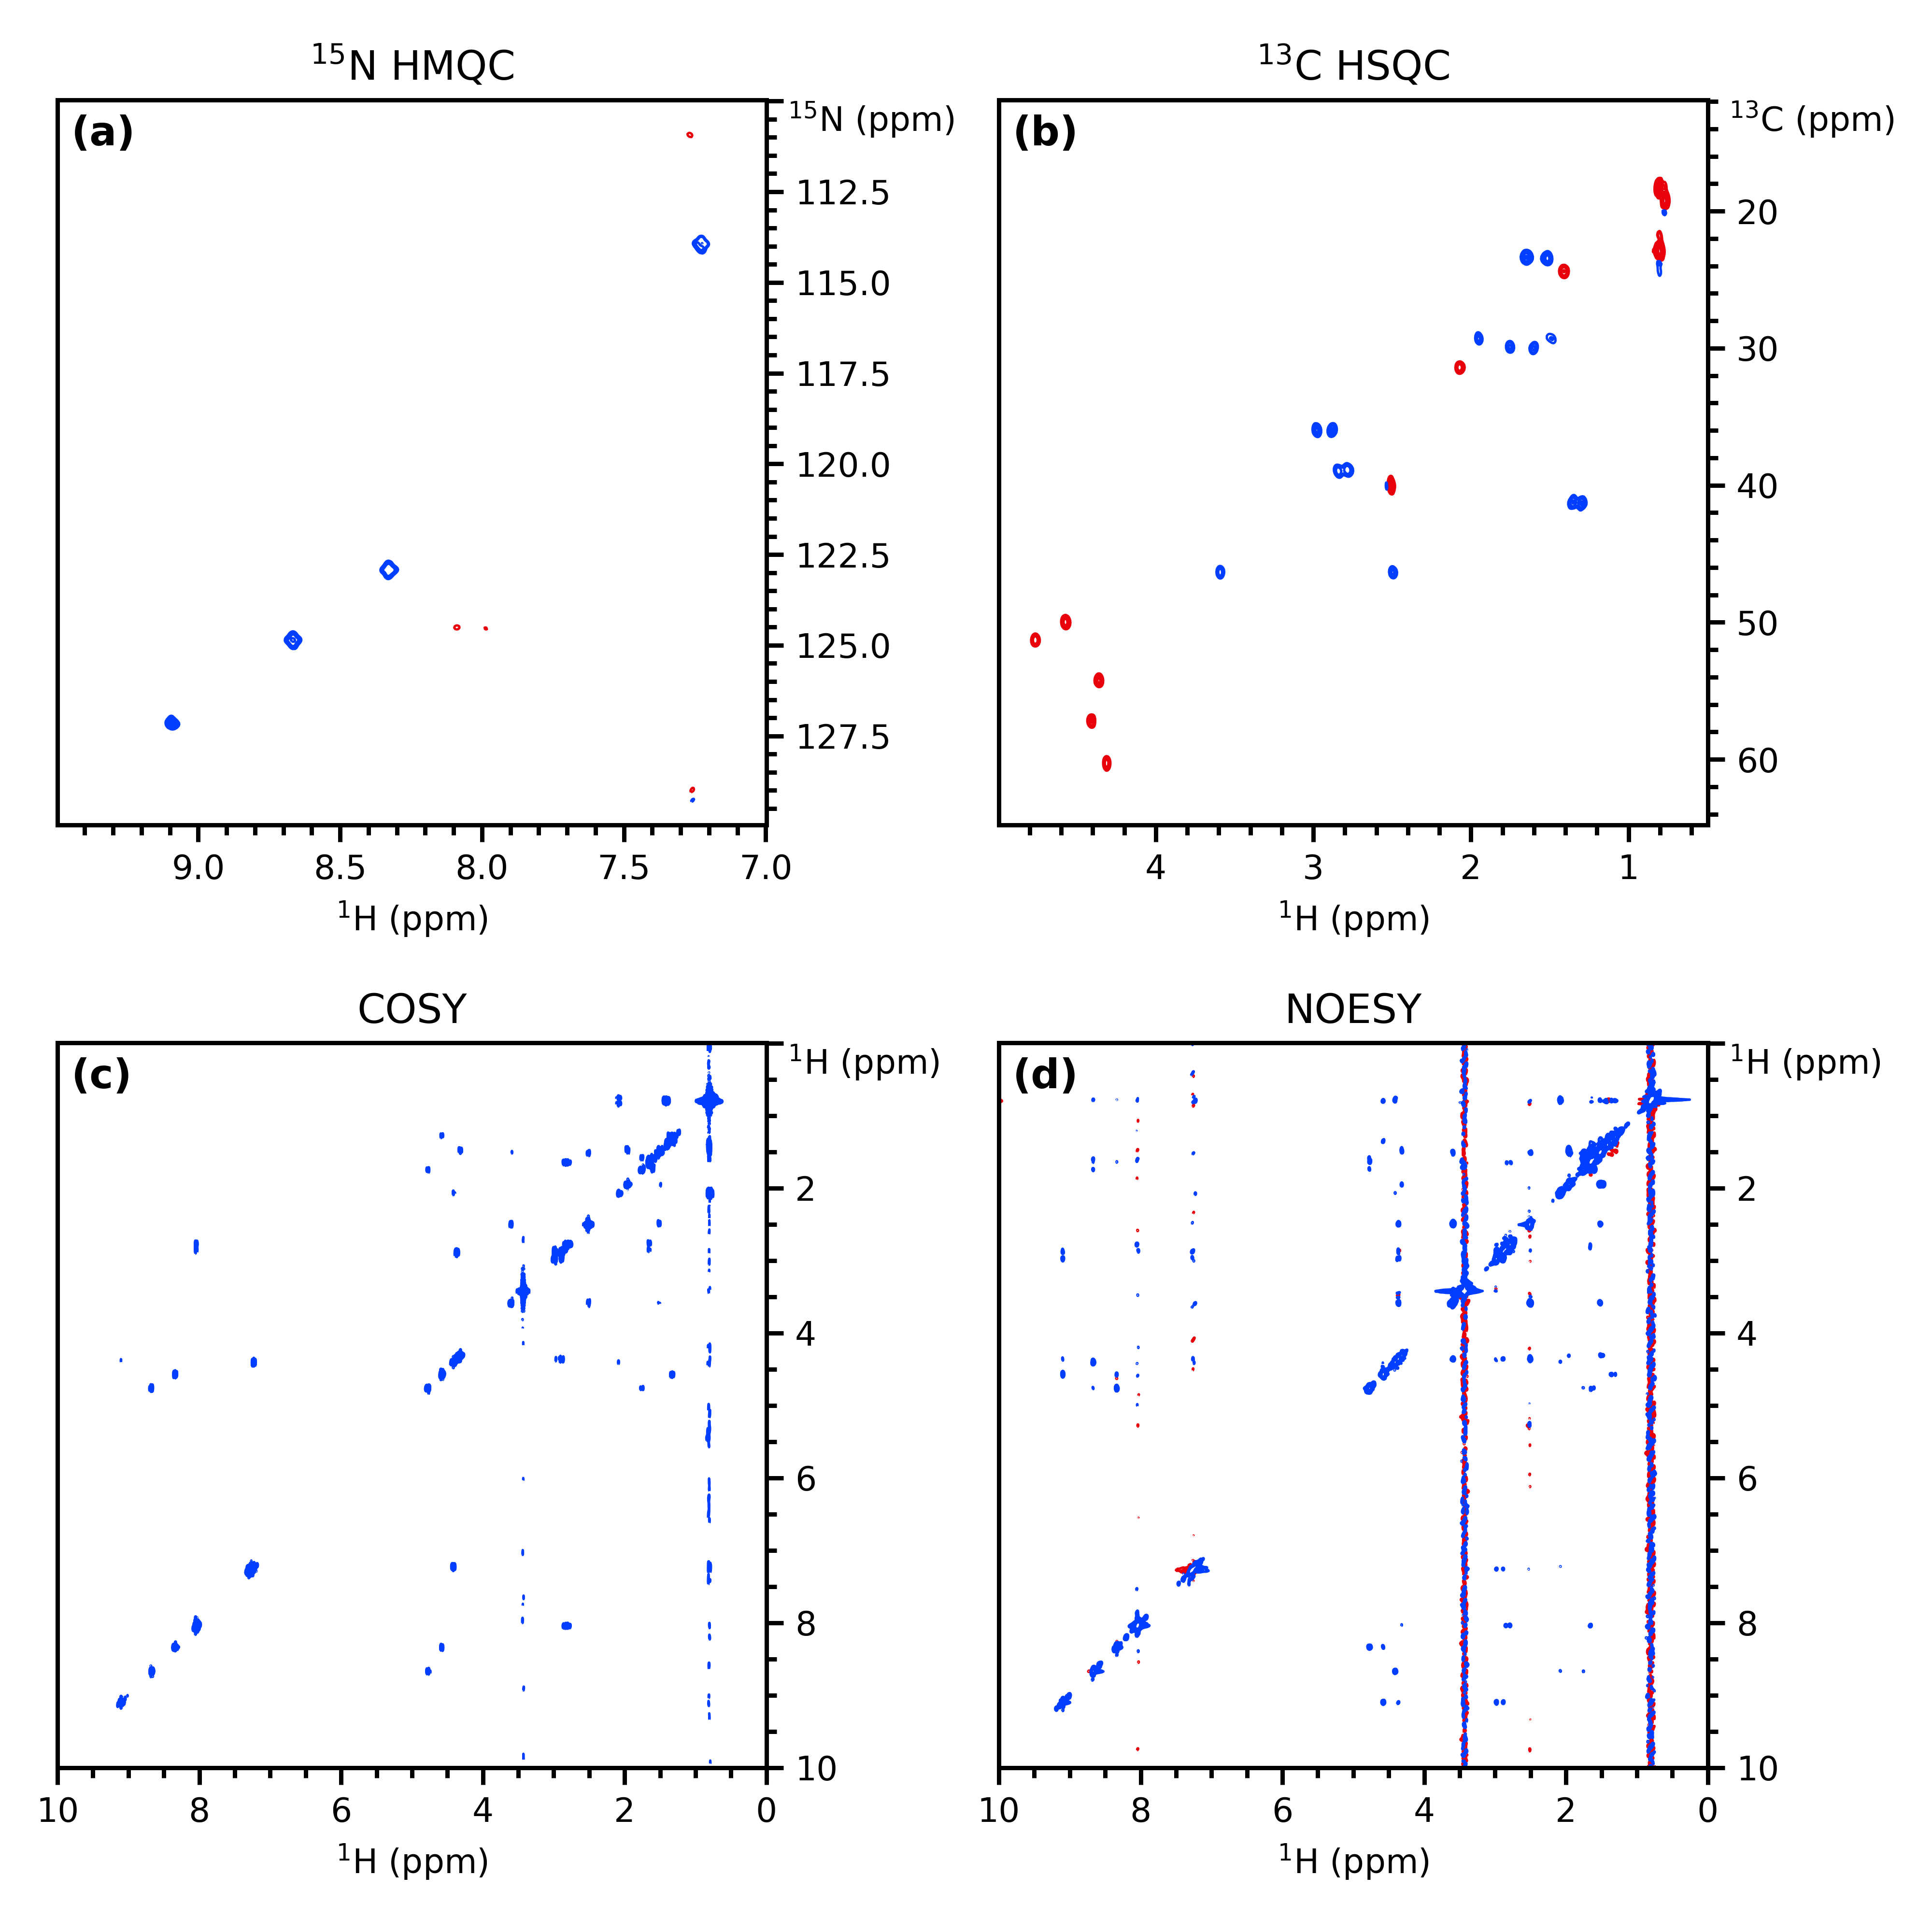 ¹⁵N HMQC
(a)
¹⁵N (ppm)
112.5
115.0
117.5
120.0
122.5
125.0
127.5
9.0 8.5 8.0 7.5 7.0
¹H (ppm)
¹³C HSQC
(b)
¹³C (ppm)
20
30
40
50
60
4 3 2 1
¹H (ppm)
COSY
(c)
¹H (ppm)
2
4
6
8
10
10 8 6 4 2 0
¹H (ppm)
NOESY
(d)
¹H (ppm)
2
4
6
8
10
10 8 6 4 2 0
¹H (ppm)